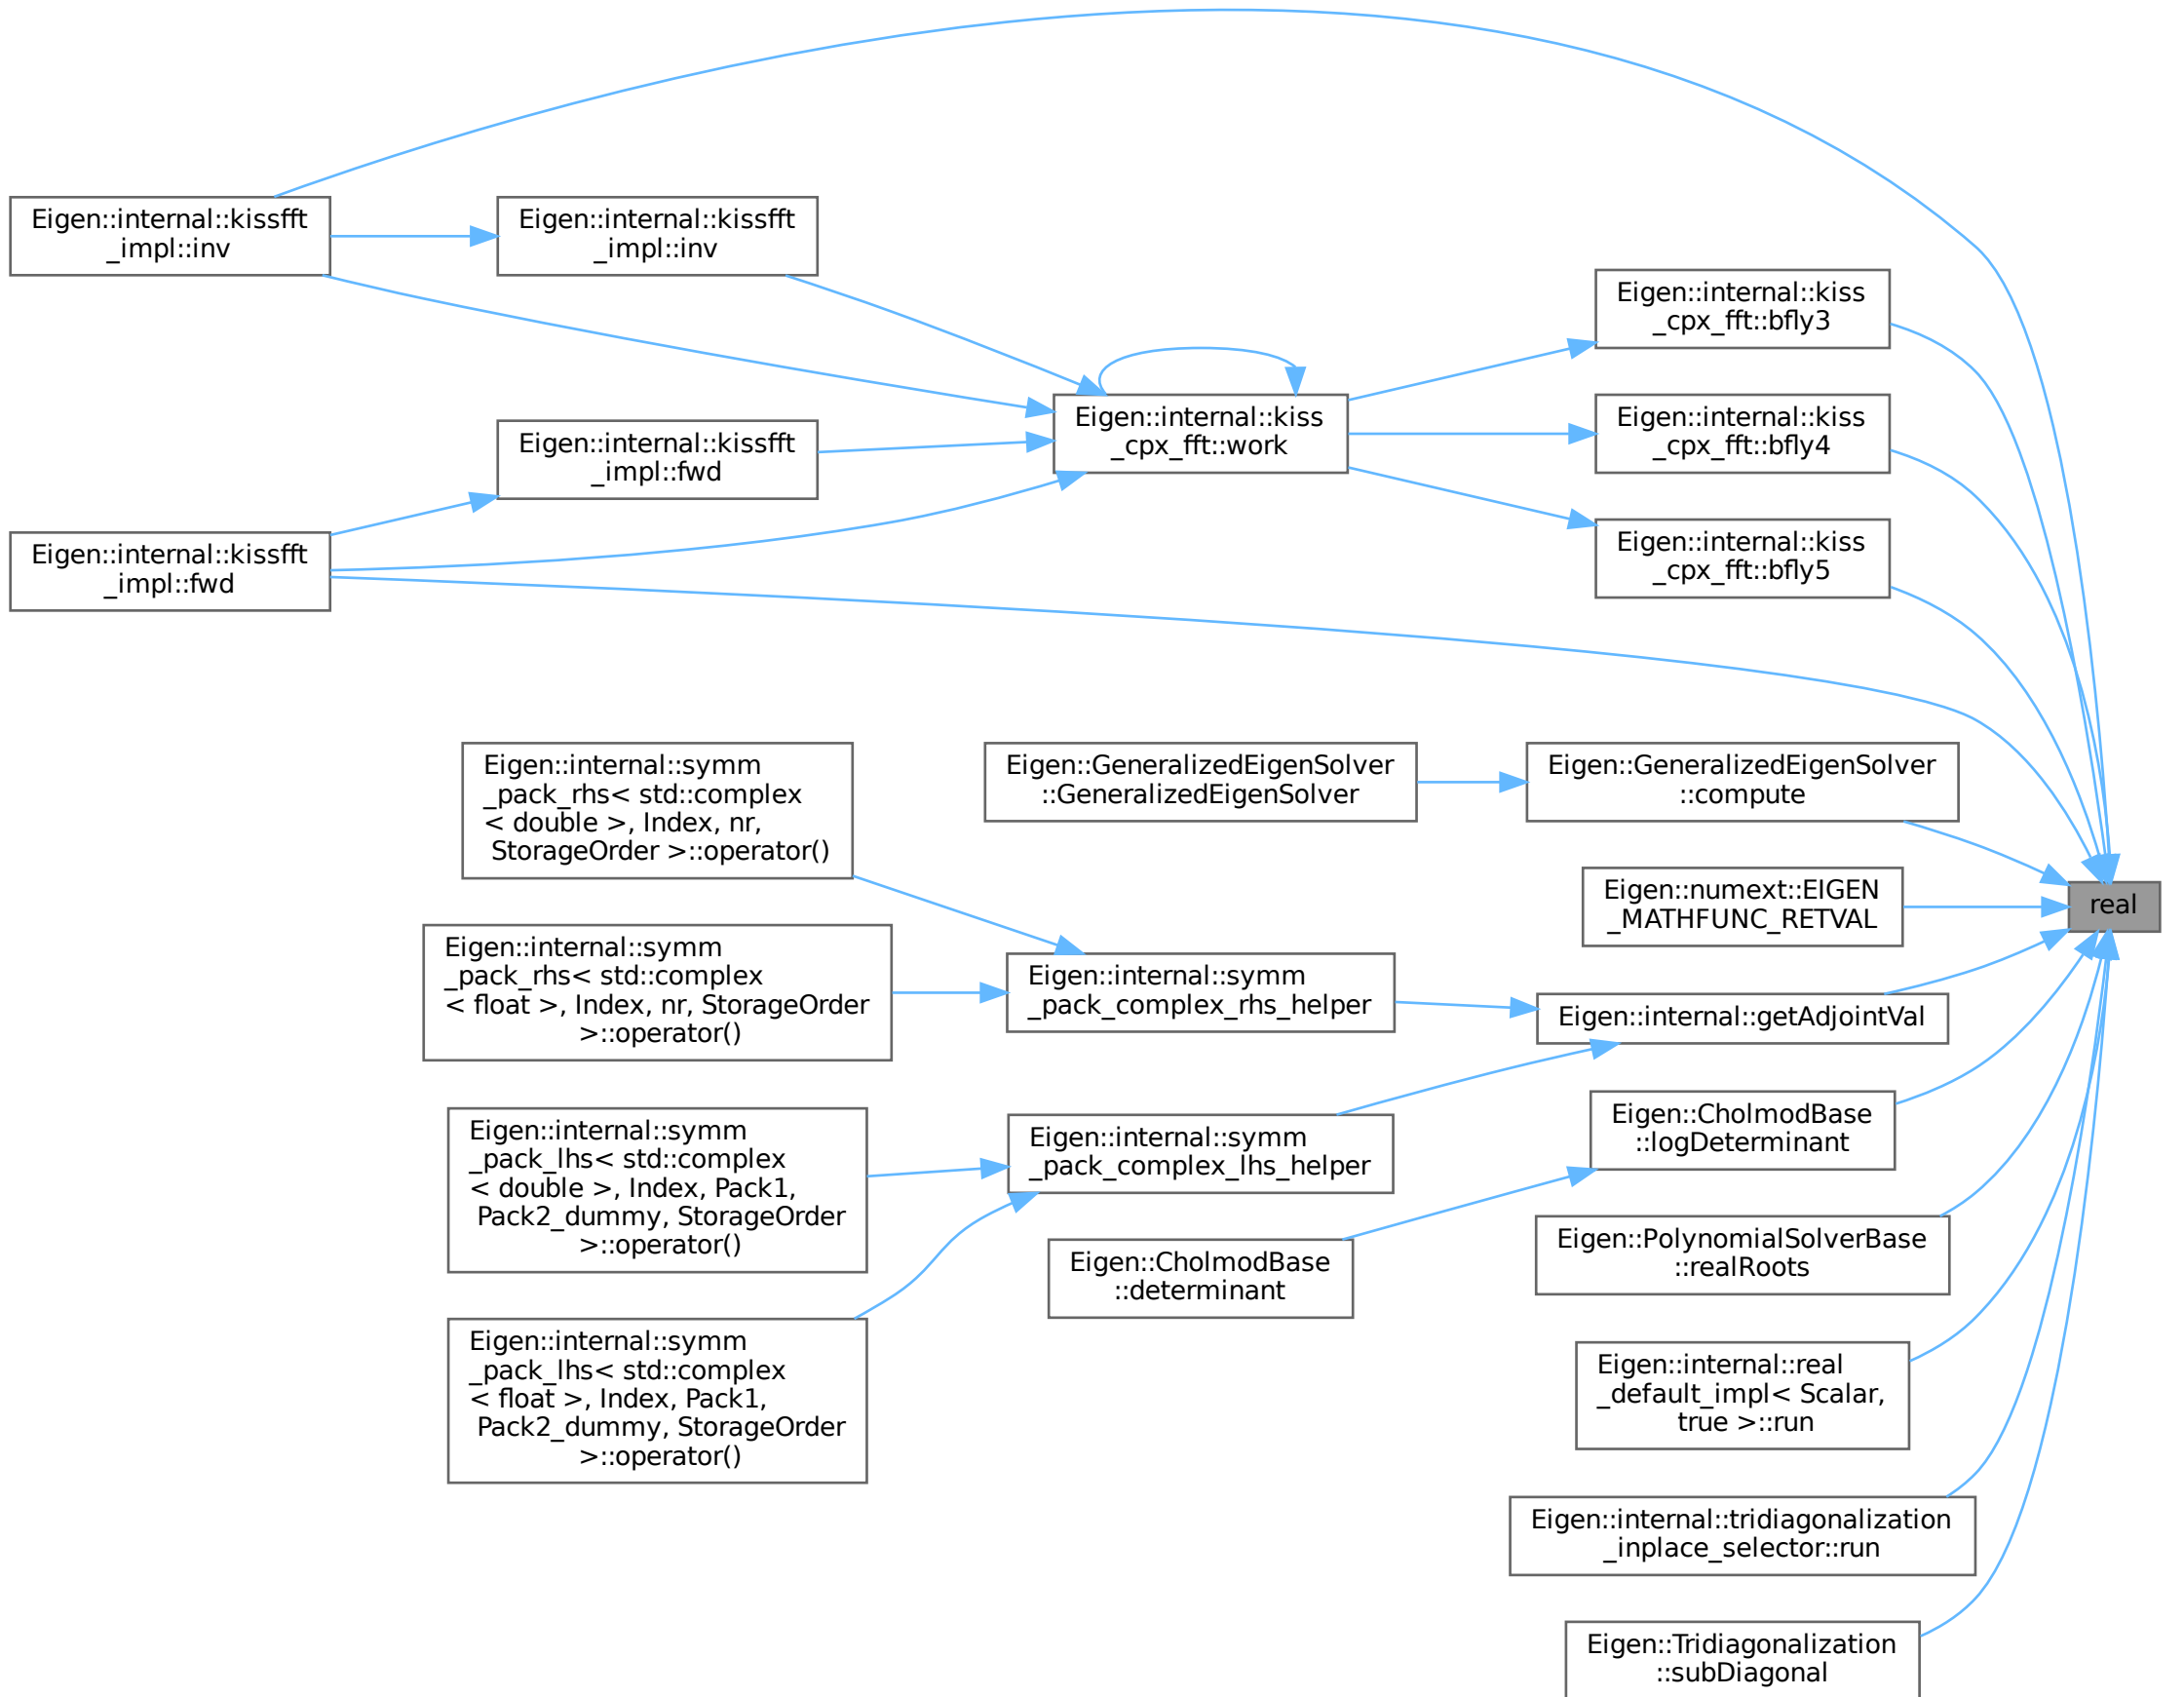 Eigen::internal::kissfft
_impl::inv
Eigen::internal::kissfft
_impl::inv
Eigen::internal::kiss
_cpx_fft::bfly3
Eigen::internal::kiss
_cpx_fft::work
Eigen::internal::kiss
_cpx_fft::bfly4
Eigen::internal::kissfft
_impl::fwd
Eigen::internal::kissfft
_impl::fwd
Eigen::internal::kiss
_cpx_fft::bfly5
Eigen::internal::symm
_pack_rhs< std::complex
< double >, Index, nr,
StorageOrder >::operator()
Eigen::GeneralizedEigenSolver
::GeneralizedEigenSolver
Eigen::GeneralizedEigenSolver
::compute
Eigen::numext::EIGEN
_MATHFUNC_RETVAL
real
Eigen::internal::symm
_pack_rhs< std::complex
< float >, Index, nr, StorageOrder
>::operator()
Eigen::internal::symm
_pack_complex_rhs_helper
Eigen::internal::getAdjointVal
Eigen::internal::symm
_pack_lhs< std::complex
< double >, Index, Pack1,
Pack2_dummy, StorageOrder
>::operator()
Eigen::internal::symm
_pack_complex_lhs_helper
Eigen::CholmodBase
::logDeterminant
Eigen::CholmodBase
::determinant
Eigen::PolynomialSolverBase
::realRoots
Eigen::internal::symm
_pack_lhs< std::complex
< float >, Index, Pack1,
Pack2_dummy, StorageOrder
>::operator()
Eigen::internal::real
_default_impl< Scalar,
true >::run
Eigen::internal::tridiagonalization
_inplace_selector::run
Eigen::Tridiagonalization
::subDiagonal